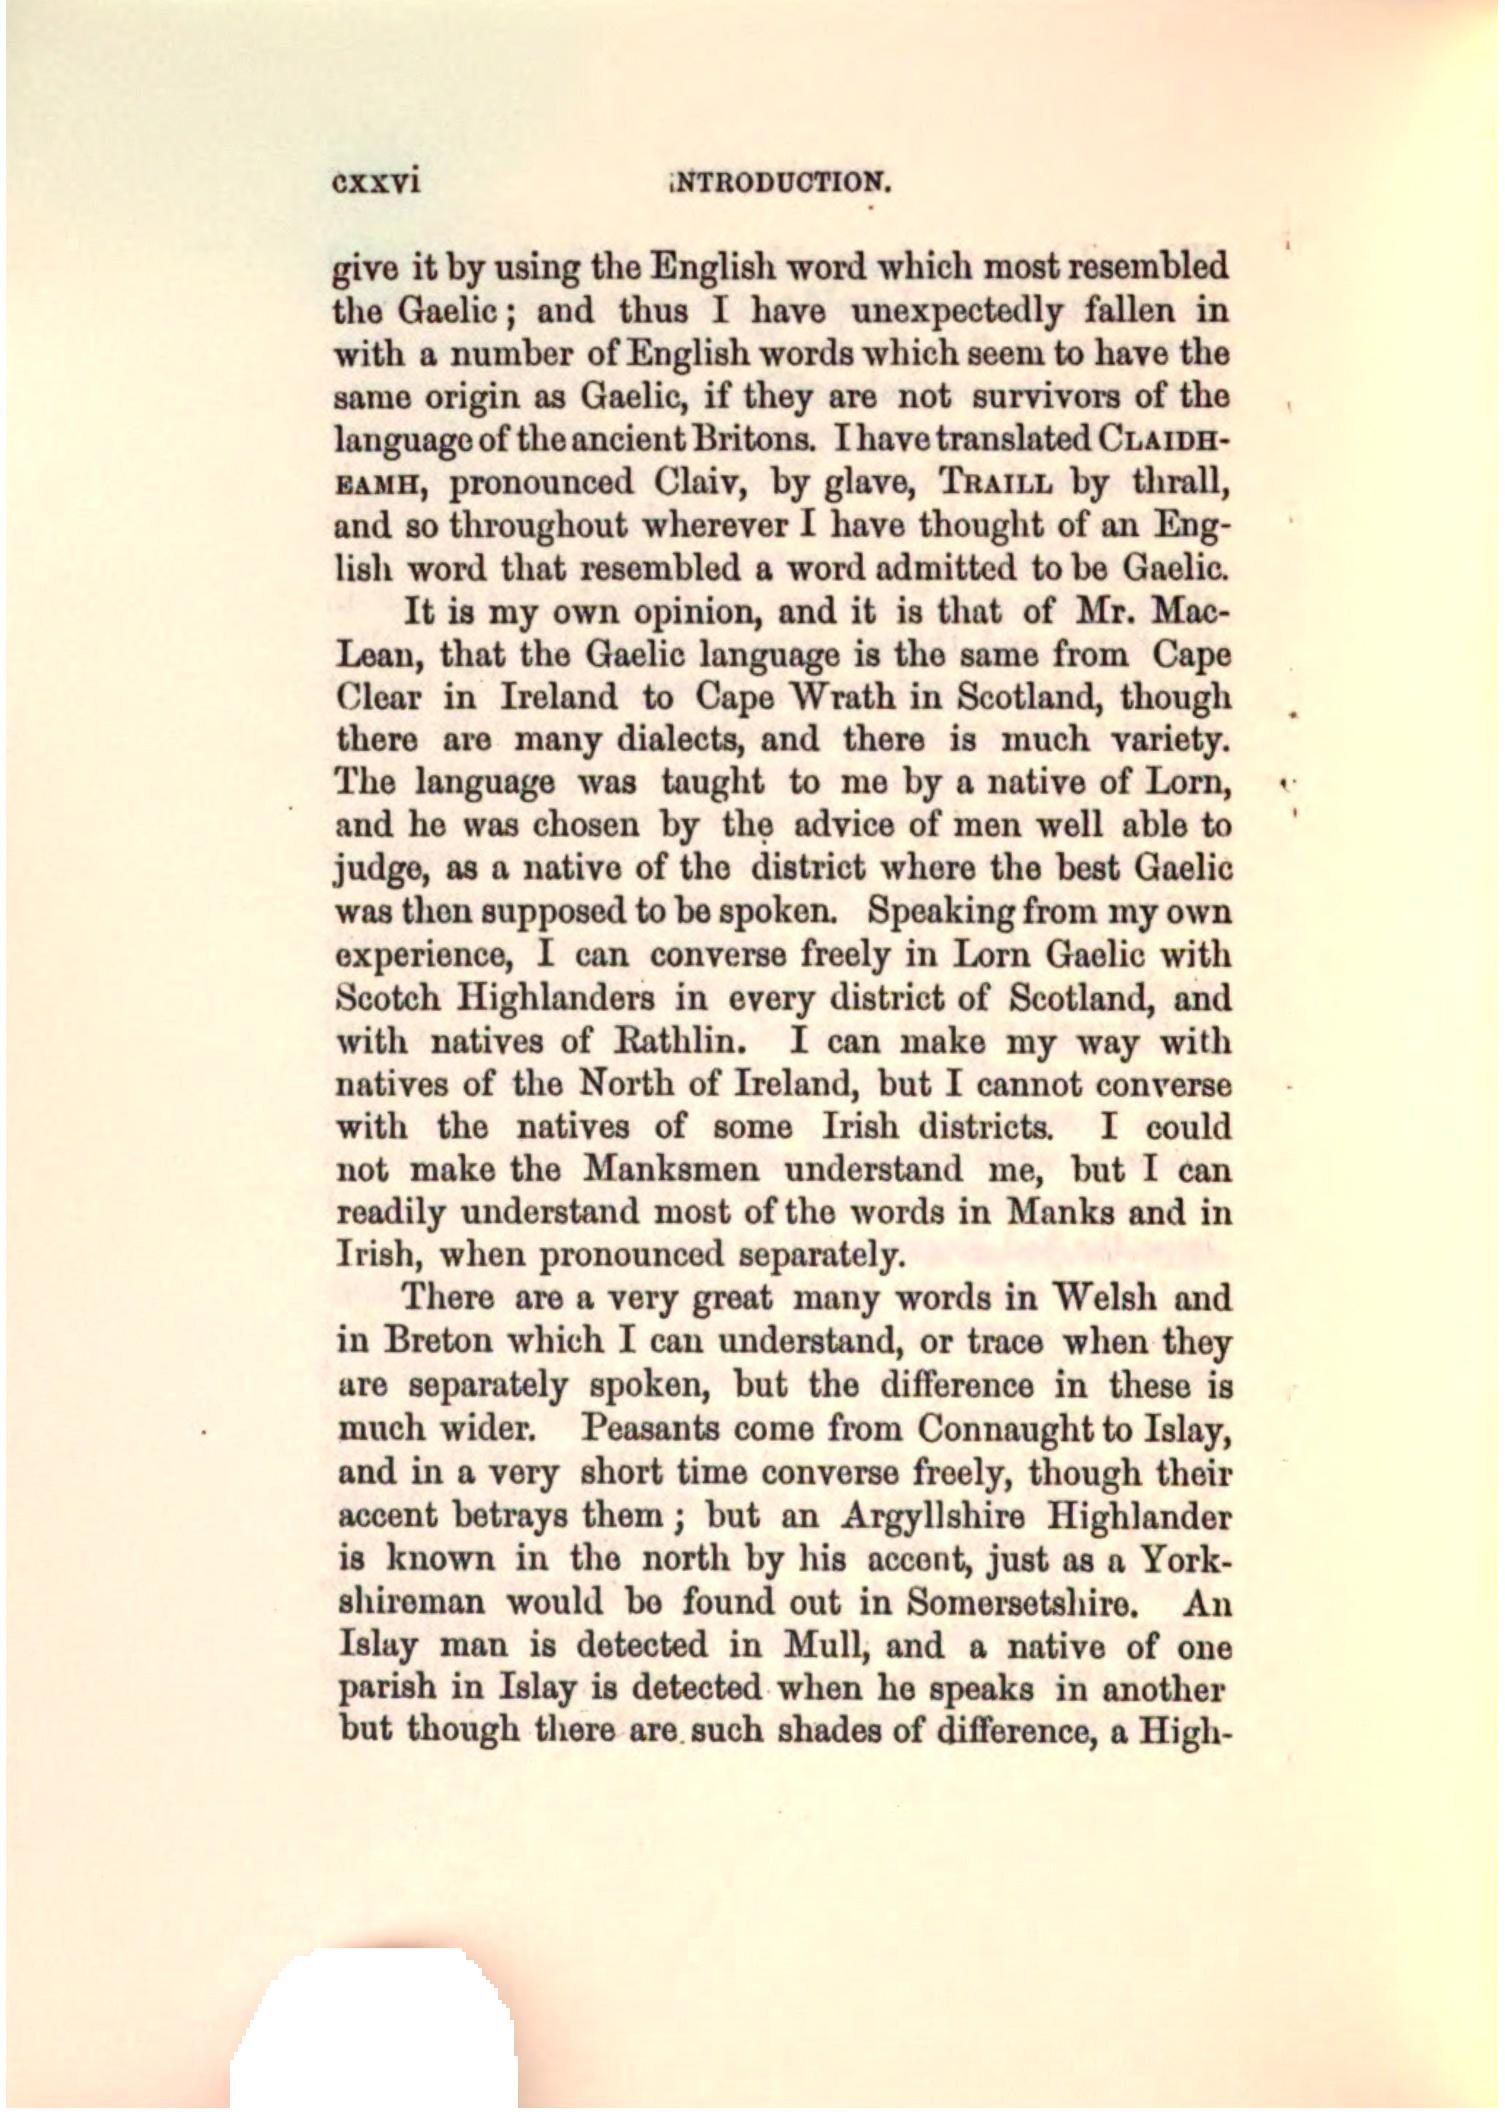 cxxvi INTRODUCTION.
give it by using the English word which most resembled
the Gaelic ; and thus I have unexpectedly fallen in
with a number of English words which seem to have the
same origin as Gaelic, if they are not survivors of the
language of the ancient Britons. I have translated CLAIDH-
EAMH, pronounced Claiv, by glave, TRAILL by thrall,
and so throughout wherever I have thought of an Eng-
lish word that resembled a word admitted to be Gaelic.
It is my own opinion, and it is that of Mr. Mac-
Lean, that the Gaelic language is the same from Cape
Clear in Ireland to Cape Wrath in Scotland, though
there are many dialects, and there is much variety.
The language was taught to me by a native of Lorn,
and he was chosen by the advice of men well able to
judge, as a native of the district where the best Gaelic
was then supposed to be spoken. Speaking from my own
experience, I can converse freely in Lorn Gaelic with
Scotch Highlanders in every district of Scotland, and
with natives of Rathlin. I can make my way with
natives of the North of Ireland, but I cannot converse
with the natives of some Irish districts. I could
not make the Manksmen understand me, but I can
readily understand most of the words in Manks and in
Irish, when pronounced separately.
There are a very great many words in Welsh and
in Breton which I can understand, or trace when they
are separately spoken, but the difference in these is
much wider. Peasants come from Connaught to Islay,
and in a very short time converse freely, though their
accent betrays them ; but an Argyllshire Highlander
is known in the north by his accent, just as a York-
shireman would be found out in Somersetshire. An
Islay man is detected in Mull, and a native of one
parish in Islay is detected when he speaks in another
but though there are such shades of difference, a High-